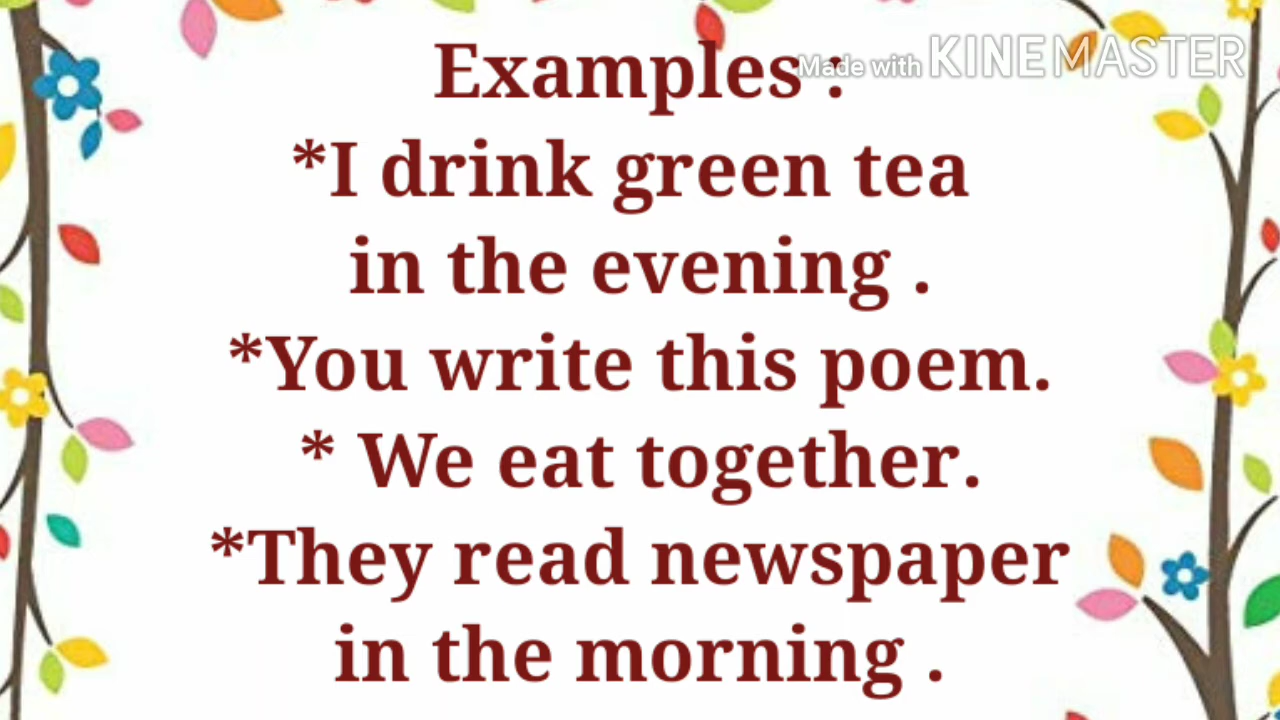 Made with KINEMASTER
Examples :
*I drink green tea
in the evening .
*You write this poem.
* We eat together.
*They read newspaper
in the morning .